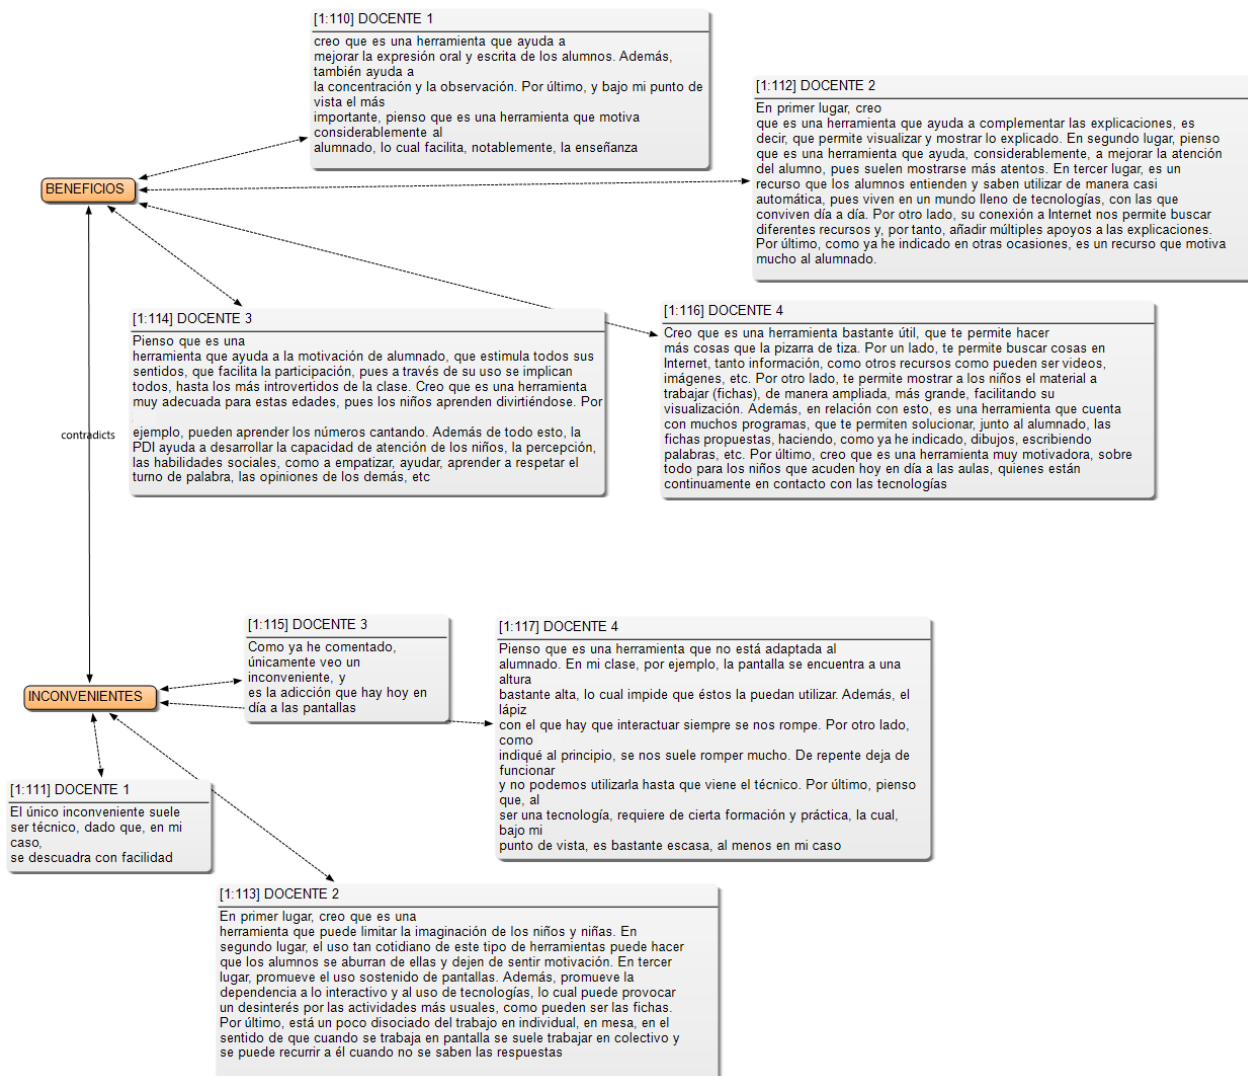 [1:110] DOCENTE 1
creo que es una herramienta que ayuda a
mejorar la expresión oral y escrita de los alumnos. Además,
también ayuda a
la concentración y la observación. Por último, y bajo mi punto de
vista el más
importante, pienso que es una herramienta que motiva
considerablemente al
alumnado, lo cual facilita, notablemente, la enseñanza
[1:112] DOCENTE 2
En primer lugar, creo
que es una herramienta que ayuda a complementar las explicaciones, es
decir, que permite visualizar y mostrar lo explicado. En segundo lugar, pienso
que es una herramienta que ayuda, considerablemente, a mejorar la atención
del alumno, pues suelen mostrarse más atentos. En tercer lugar, es un
recurso que los alumnos entienden y saben utilizar de manera casi
automática, pues viven en un mundo lleno de tecnologías, con las que
conviven día a día. Por otro lado, su conexión a Internet nos permite buscar
diferentes recursos y, por tanto, añadir múltiples apoyos a las explicaciones.
Por último, como ya he indicado en otras ocasiones, es un recurso que motiva
mucho al alumnado.
BENEFICIOS
[1:114] DOCENTE 3
Pienso que es una
herramienta que ayuda a la motivación de alumnado, que estimula todos sus
sentidos, que facilita la participación, pues a través de su uso se implican
todos, hasta los más introvertidos de la clase. Creo que es una herramienta
muy adecuada para estas edades, pues los niños aprenden divirtiéndose. Por
ejemplo, pueden aprender los números cantando. Además de todo esto, la
PDI ayuda a desarrollar la capacidad de atención de los niños, la percepción,
las habilidades sociales, como a empatizar, ayudar, aprender a respetar el
turno de palabra, las opiniones de los demás, etc
[1:116] DOCENTE 4
Creo que es una herramienta bastante útil, que te permite hacer
más cosas que la pizarra de tiza. Por un lado, te permite buscar cosas en
Internet, tanto información, como otros recursos como pueden ser videos,
imágenes, etc. Por otro lado, te permite mostrar a los niños el material a
trabajar (fichas), de manera ampliada, más grande, facilitando su
visualización. Además, en relación con esto, es una herramienta que cuenta
con muchos programas, que te permiten solucionar, junto al alumnado, las
fichas propuestas, haciendo, como ya he indicado, dibujos, escribiendo
palabras, etc. Por último, creo que es una herramienta muy motivadora, sobre
todo para los niños que acuden hoy en día a las aulas, quienes están
continuamente en contacto con las tecnologías
contradicts
[1:115] DOCENTE 3
Como ya he comentado,
únicamente veo un
inconveniente, y
es la adicción que hay hoy en
día a las pantallas
[1:117] DOCENTE 4
Pienso que es una herramienta que no está adaptada al
alumnado. En mi clase, por ejemplo, la pantalla se encuentra a una
altura
bastante alta, lo cual impide que éstos la puedan utilizar. Además, el
lápiz
con el que hay que interactuar siempre se nos rompe. Por otro lado,
como
indiqué al principio, se nos suele romper mucho. De repente deja de
funcionar
y no podemos utilizarla hasta que viene el técnico. Por último, pienso
que, al
ser una tecnología, requiere de cierta formación y práctica, la cual,
bajo mi
punto de vista, es bastante escasa, al menos en mi caso
INCONVENIENTES
[1:111] DOCENTE 1
El único inconveniente suele
ser técnico, dado que, en mi
caso,
se descuadra con facilidad
[1:113] DOCENTE 2
En primer lugar, creo que es una
herramienta que puede limitar la imaginación de los niños y niñas. En
segundo lugar, el uso tan cotidiano de este tipo de herramientas puede hacer
que los alumnos se aburran de ellas y dejen de sentir motivación. En tercer
lugar, promueve el uso sostenido de pantallas. Además, promueve la
dependencia a lo interactivo y al uso de tecnologías, lo cual puede provocar
un desinterés por las actividades más usuales, como pueden ser las fichas.
Por último, está un poco disociado del trabajo en individual, en mesa, en el
sentido de que cuando se trabaja en pantalla se suele trabajar en colectivo y
se puede recurrir a él cuando no se saben las respuestas